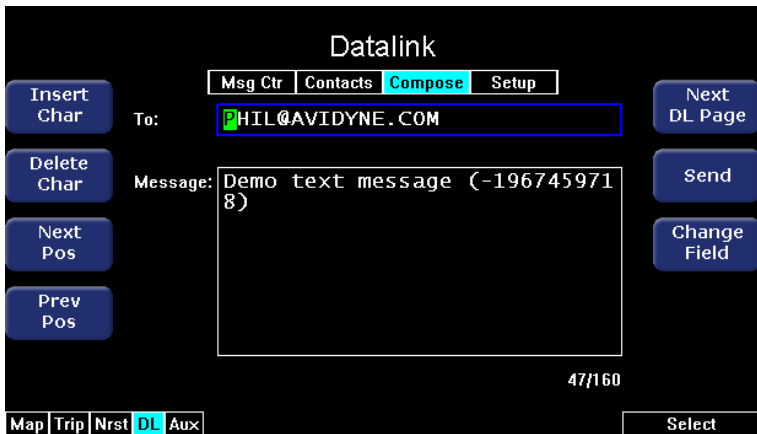 Datalink
Msg Ctr Contacts Compose Setup
Insert
Char
Next
DL Page
To: PHIL@AVIDYNE.COM
Delete
Char
Send
Message: Demo text message (-196745971
8)
Next
Pos
Change
Field
Prev
Pos
47/160
Map Trip Nrst DL Aux Select